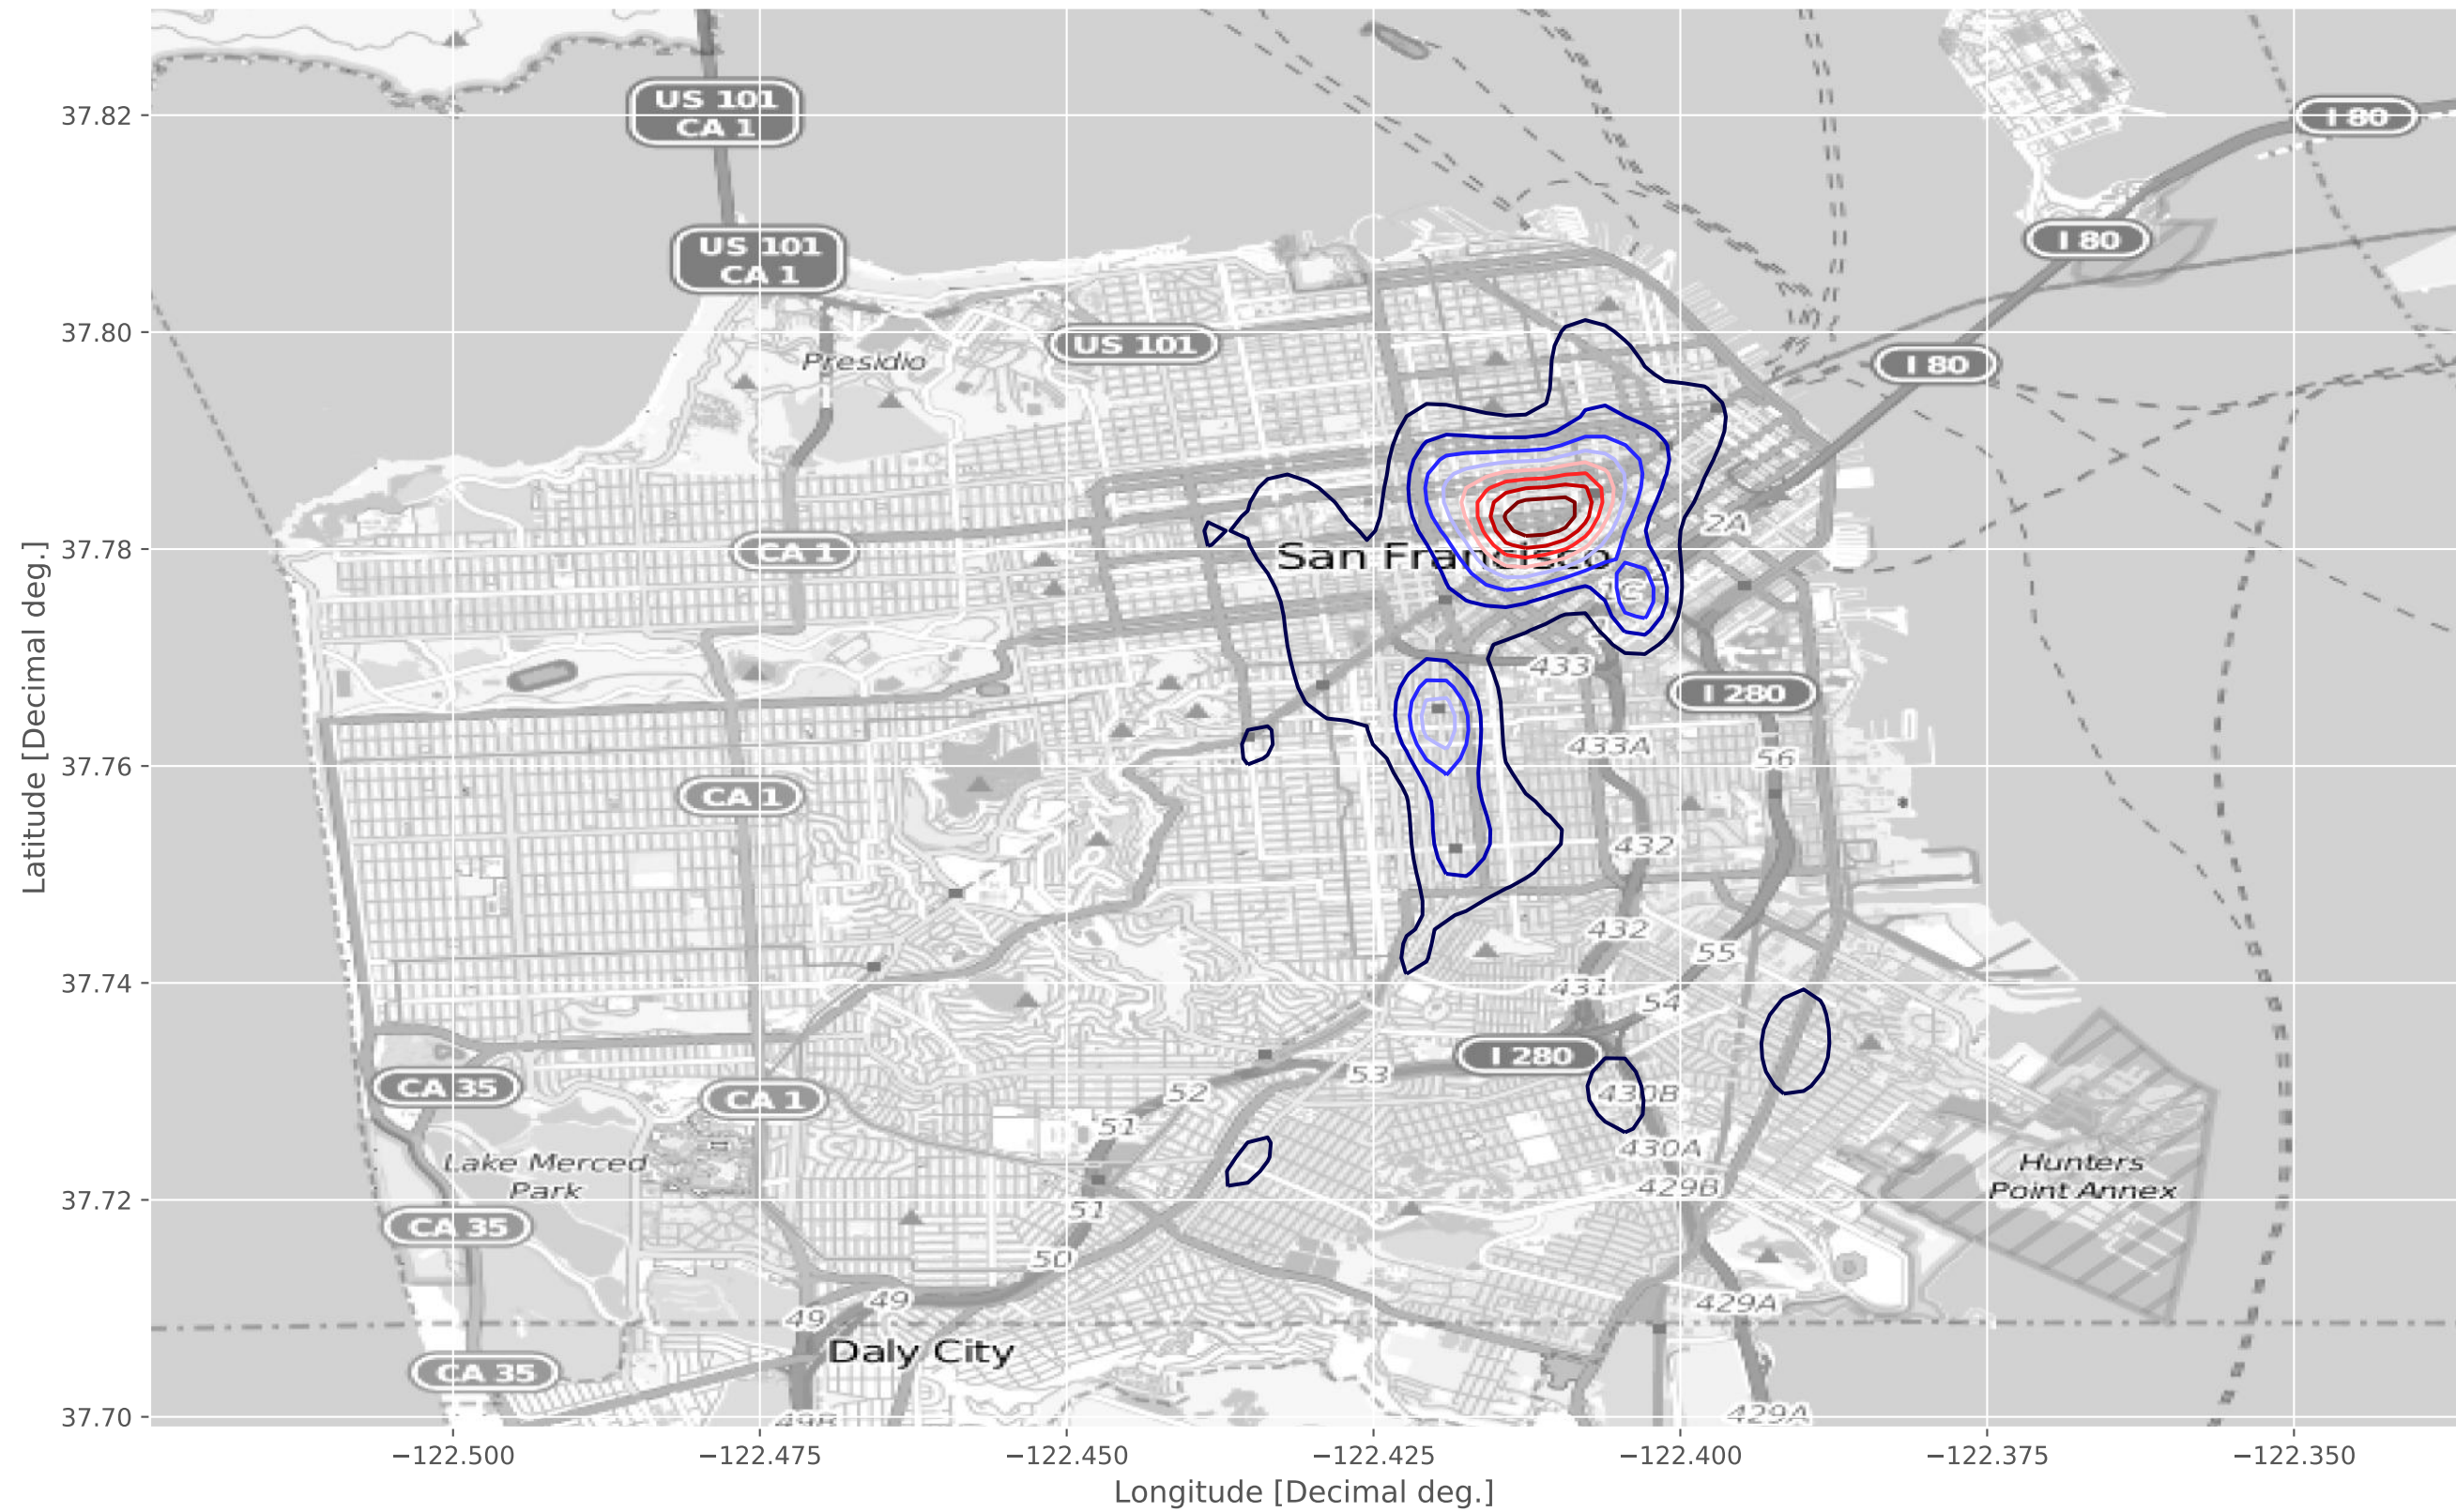 US 101
CA 1
I 80
37.82
I 80
US 101
CA 1
37.80
US 101
Presidio
I 80
2A
37.78
CA 1
San Francisco
1C
433
I 280
433A
56
37.76
CA 1
432
432
55
37.74
431
54
I 280
53
52
CA 35
CA 1
430B
51
430A
Lake Merced
Park
Hunters
Point Annex
429B
37.72
51
CA 35
50
49
429A
49
Daly City
CA 35
49B
429A
37.70
−122.500
−122.475
−122.450
−122.425
−122.400
−122.375
−122.350
Longitude [Decimal deg.]
Latitude [Decimal deg.]